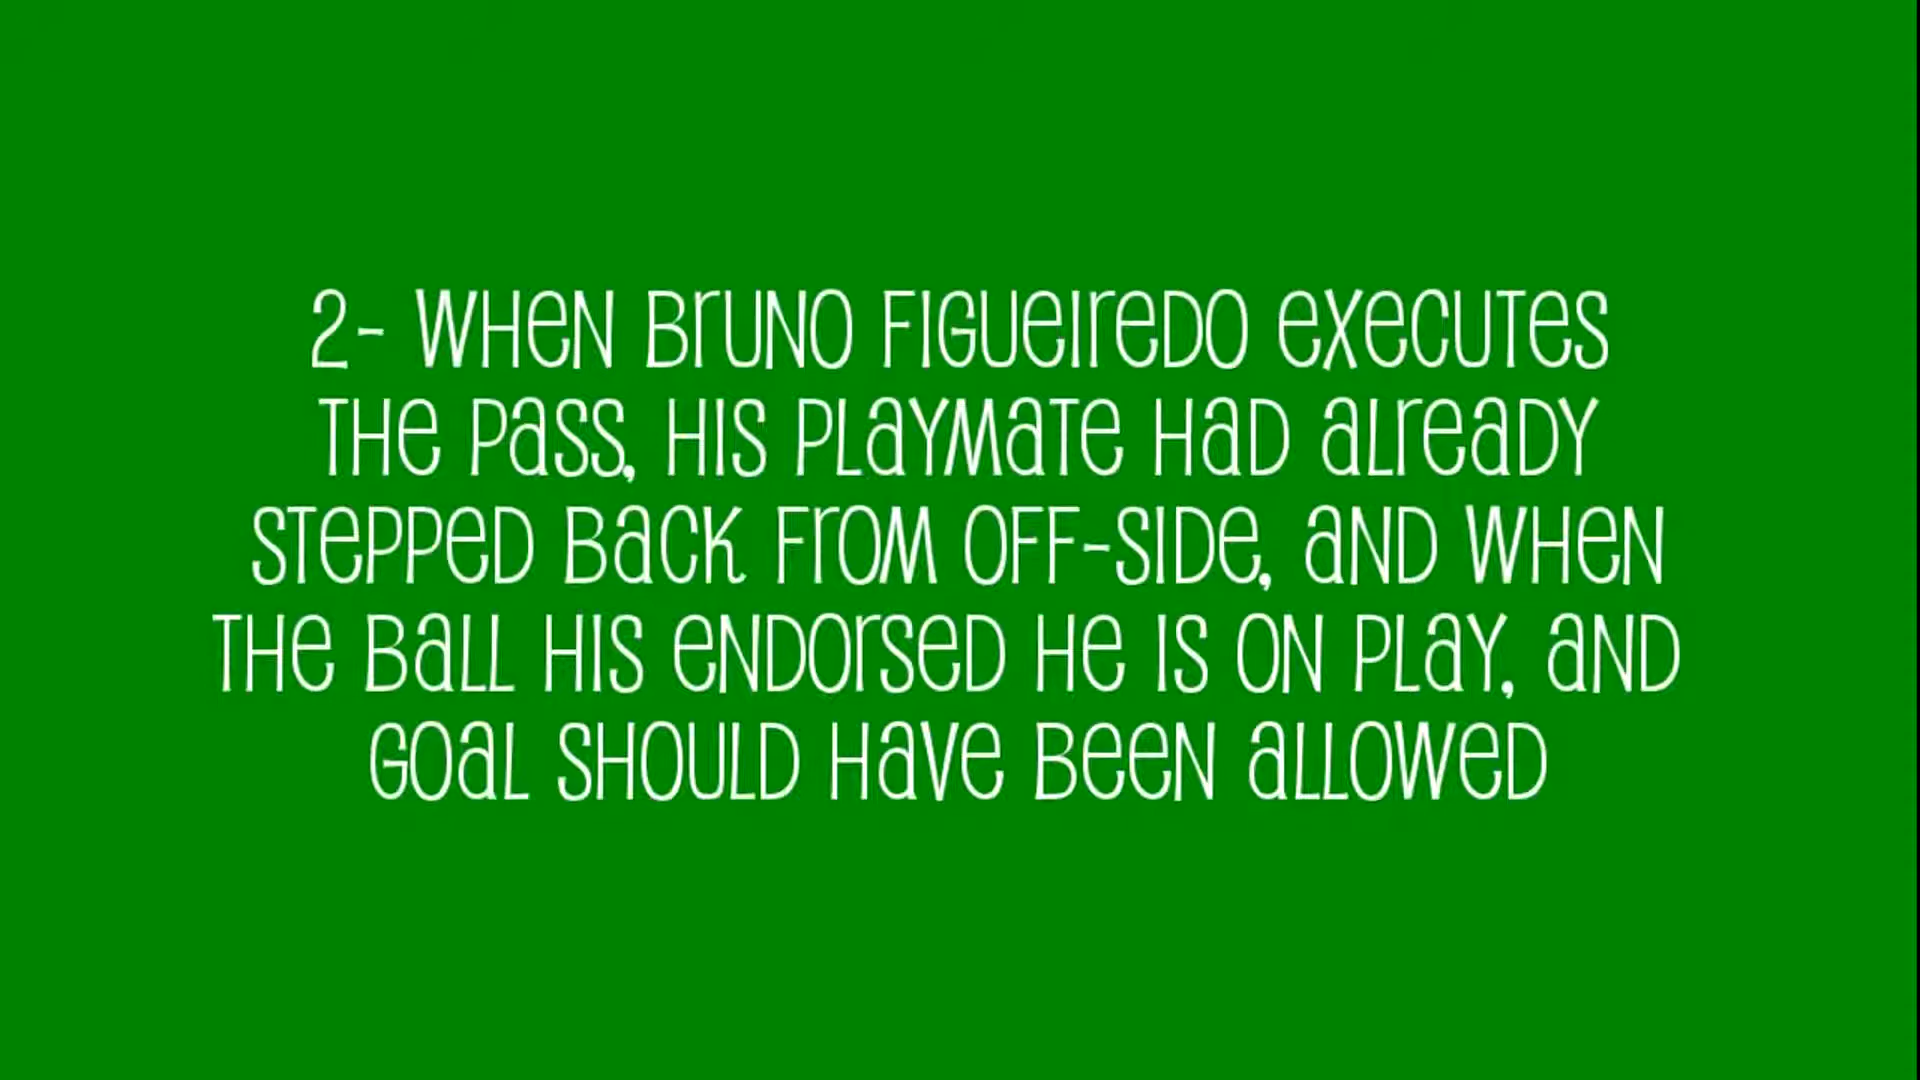 2- When Bruno Figueiredo executes
the pass, his playmate had already
stepped back from off-side, and when
the ball his endorsed he is on play, and
goal should have been allowed